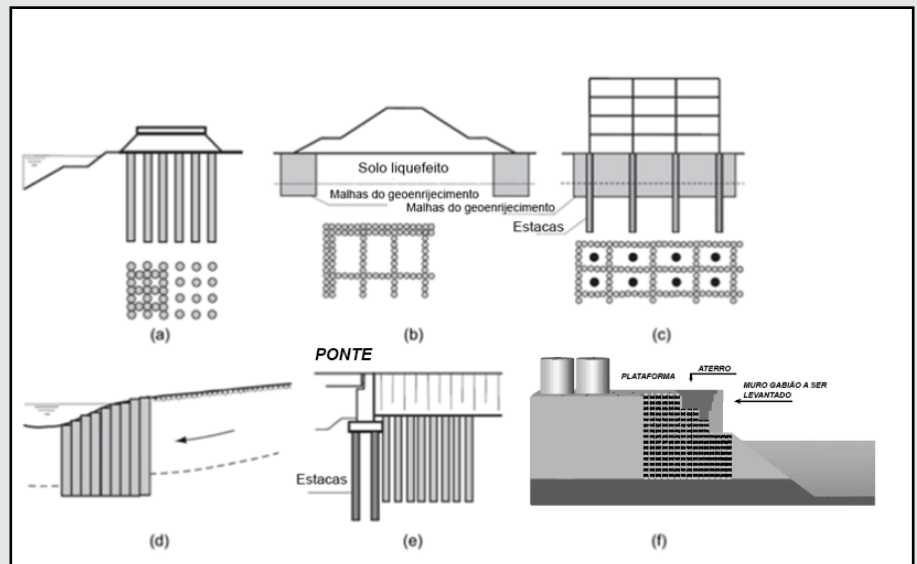 Solo liquefeito
Malhas do geoenrijecimento
Malhas do geoenrijecimento
Estacas
(a)
(b)
(c)
PONTE
Estacas
PLATAFORMA
ATERRO
MURO GABIÃO A SER
LEVANTADO
(d)
(e)
(f)